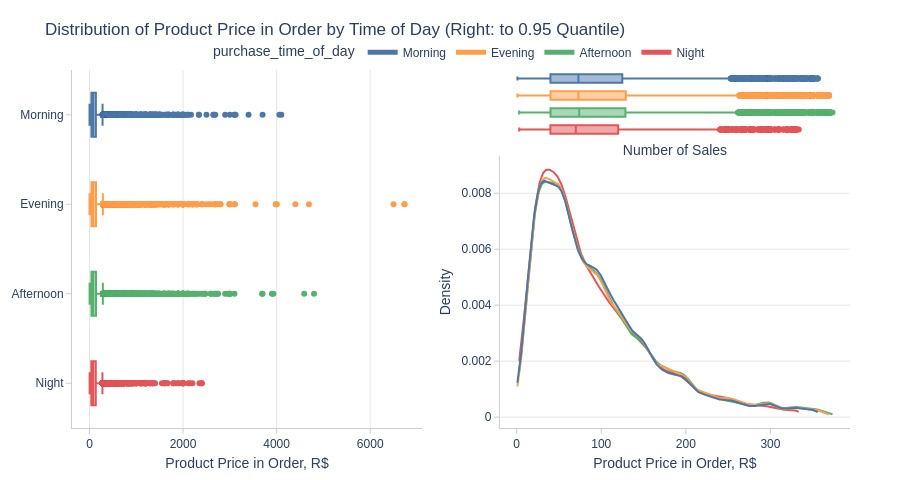 Distribution of Product Price in Order by Time of Day (Right: to 0.95 Quantile)
purchase_time_of_day Morning Evening Afternoon Night
Morning
Evening
Afternoon
Night
0 2000 4000 6000
Product Price in Order, R$
Number of Sales
0.008
0.006
0.004
0.002
0
Density
0 100 200 300
Product Price in Order, R$